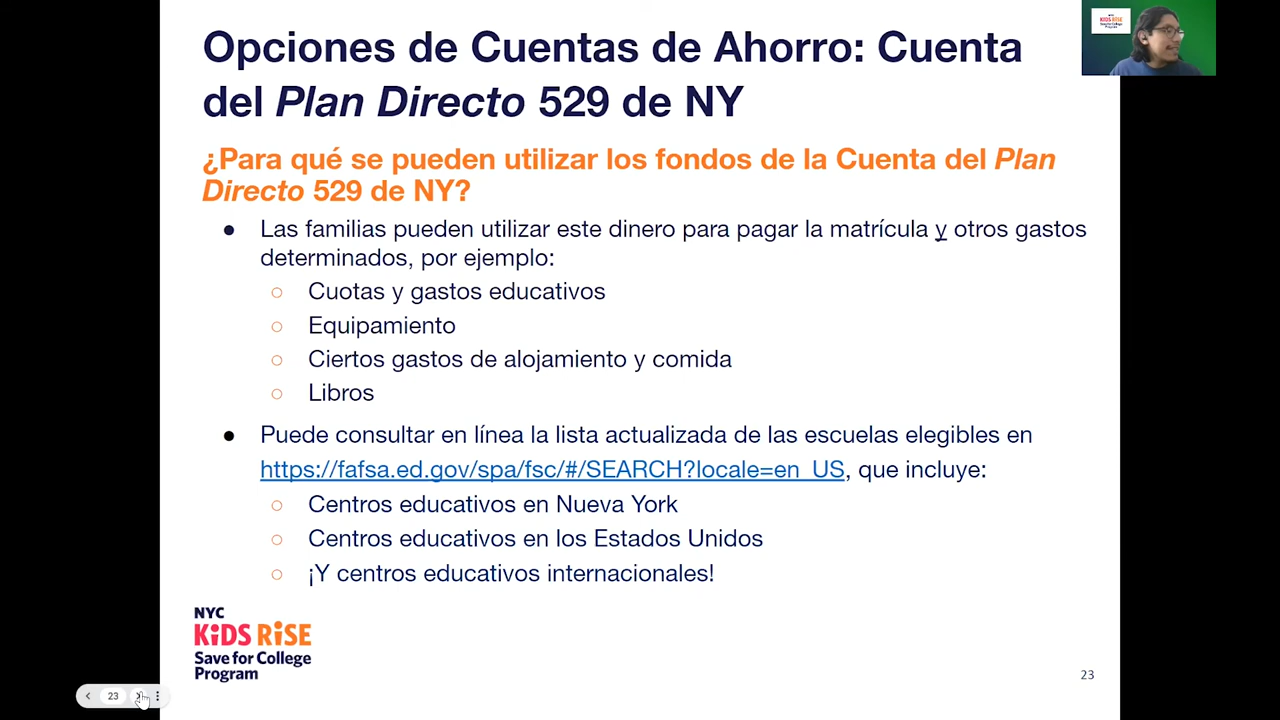 Opciones de Cuentas de Ahorro: Cuenta
del Plan Directo 529 de NY
¿Para qué se pueden utilizar los fondos de la Cuenta del Plan
Directo 529 de NY?
● Las familias pueden utilizar este dinero para pagar la matrícula y otros gastos
determinados, por ejemplo:
○ Cuotas y gastos educativos
○ Equipamiento
○ Ciertos gastos de alojamiento y comida
○ Libros
● Puede consultar en línea la lista actualizada de las escuelas elegibles en
https://fafsa.ed.gov/spa/fsc/#/SEARCH?locale=en_US, que incluye:
○ Centros educativos en Nueva York
○ Centros educativos en los Estados Unidos
○ ¡Y centros educativos internacionales!
NYC
KiDS RiSE
Save for College
Program
23
23
KiDS RiSE